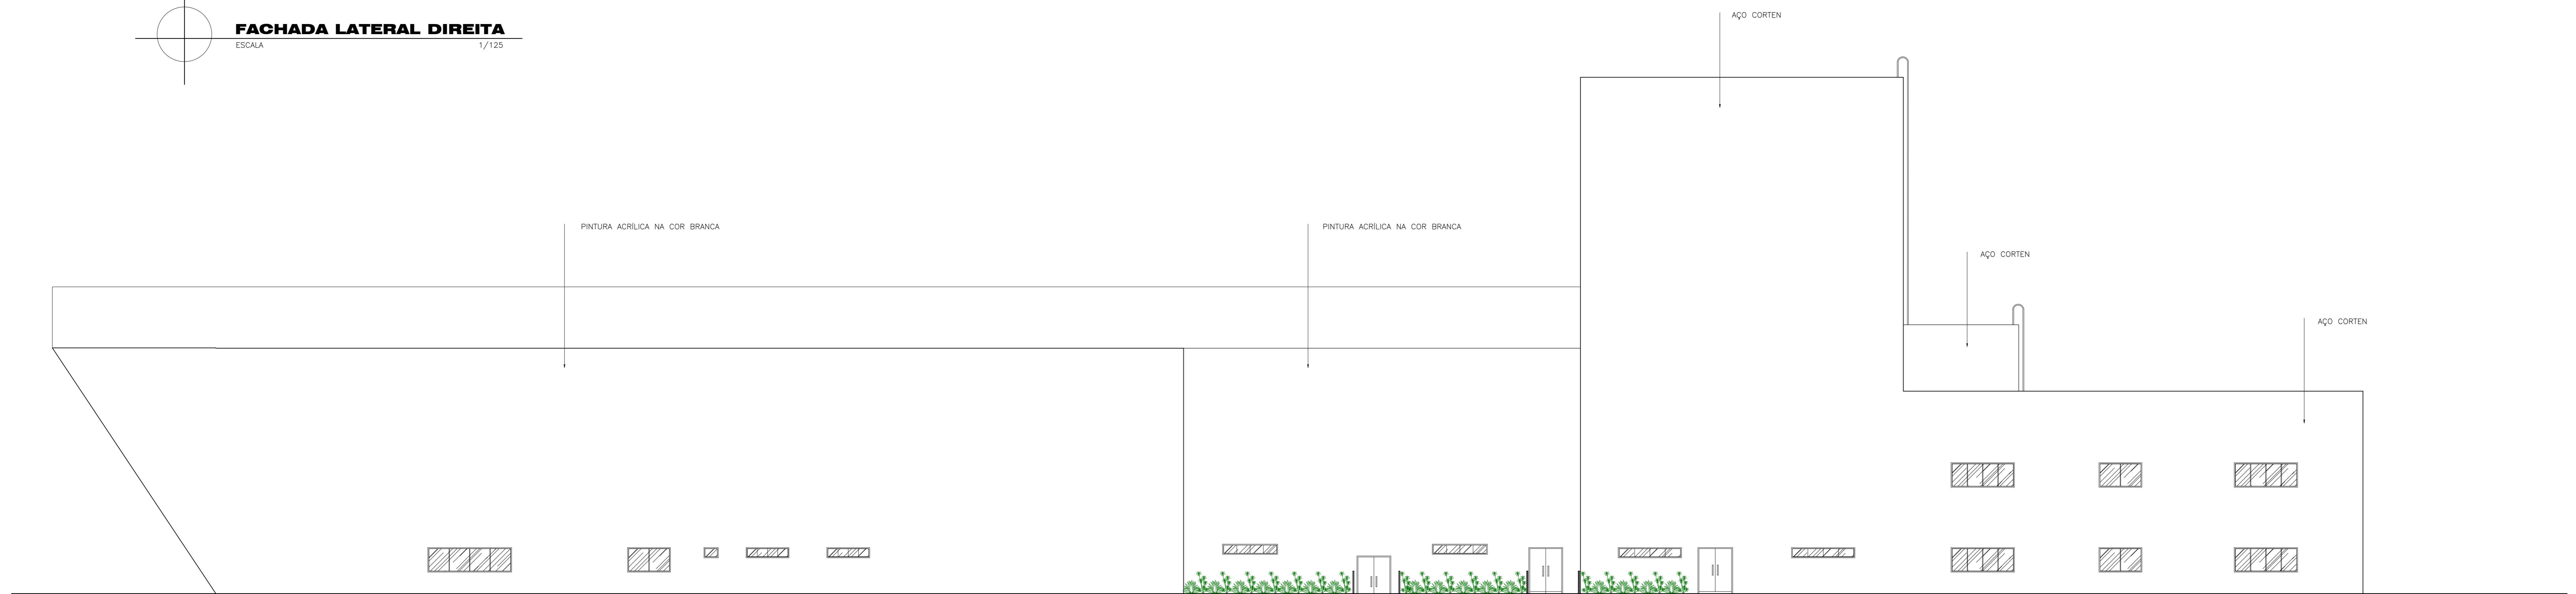 FACHADA LATERAL DIREITA
ESCALA 1/125
AÇO CORTEN
PINTURA ACRÍLICA NA COR BRANCA
PINTURA ACRÍLICA NA COR BRANCA
AÇO CORTEN
AÇO CORTEN